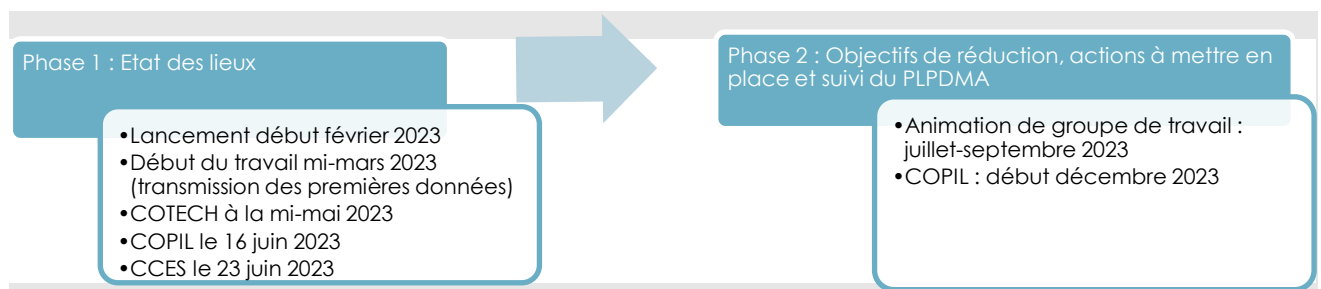 Phase 1 : Etat des lieux
•Lancement début février 2023
•Début du travail mi-mars 2023
(transmission des premières données)
•COTECH à la mi-mai 2023
•COPIL le 16 juin 2023
•CCES le 23 juin 2023
Phase 2 : Objectifs de réduction, actions à mettre en
place et suivi du PLPDMA
•Animation de groupe de travail :
juillet-septembre 2023
•COPIL : début décembre 2023